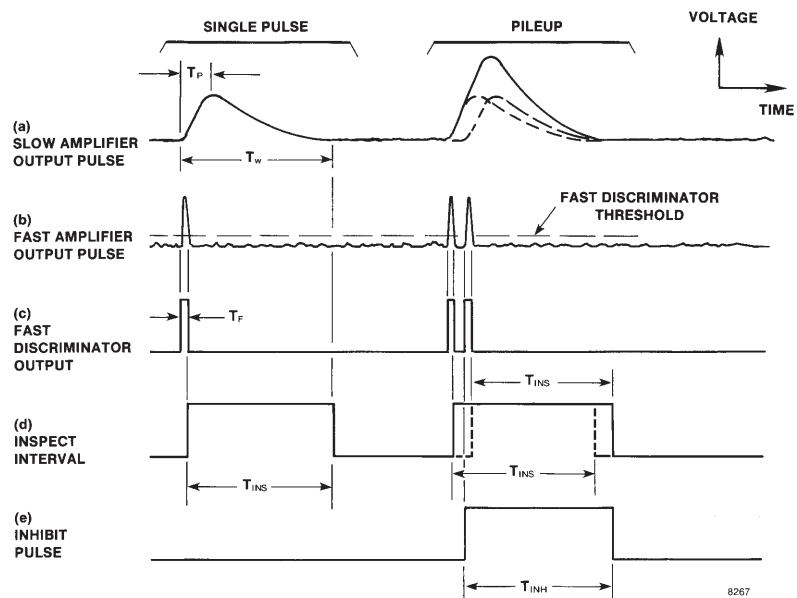 SINGLE PULSE
PILEUP
VOLTAGE
TIME
T_P
(a)
SLOW AMPLIFIER
OUTPUT PULSE
T_W
(b)
FAST AMPLIFIER
OUTPUT PULSE
FAST DISCRIMINATOR
THRESHOLD
(c)
FAST
DISCRIMINATOR
OUTPUT
T_F
T_INS
(d)
INSPECT
INTERVAL
T_INS
T_INS
(e)
INHIBIT
PULSE
T_INH
8267